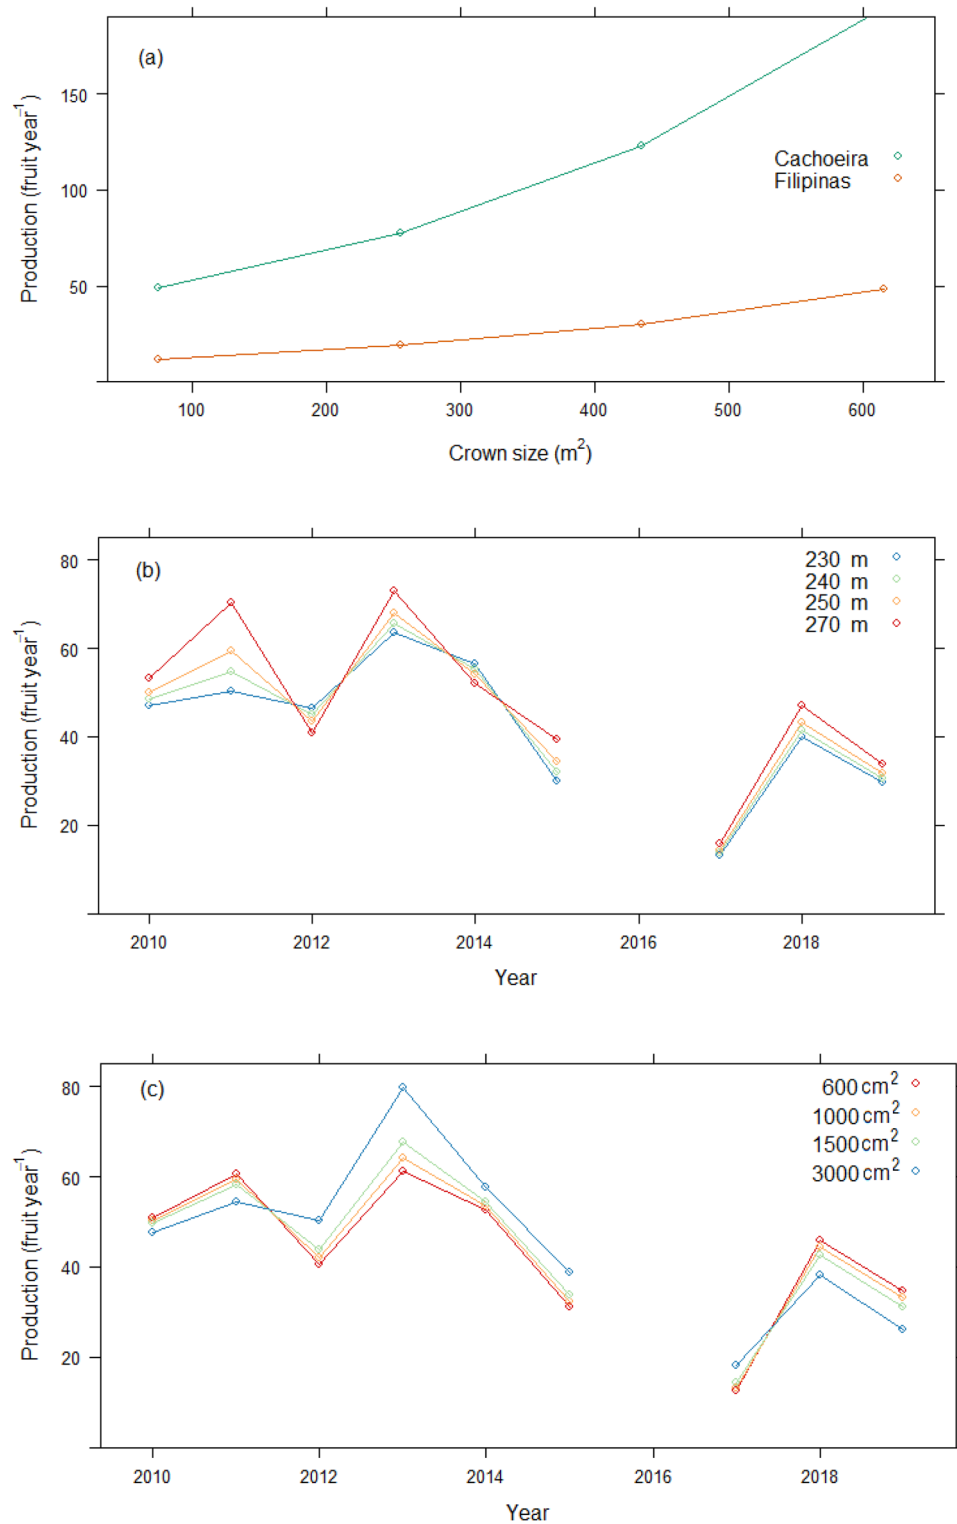 (a)
Production (fruit year⁻¹)
150
100
50
Cachoeira
Filipinas
100 200 300 400 500 600
Crown size (m²)
(b)
Production (fruit year⁻¹)
80
60
40
20
230 m
240 m
250 m
270 m
2010 2012 2014 2016 2018
Year
(c)
Production (fruit year⁻¹)
80
60
40
20
600 cm²
1000 cm²
1500 cm²
3000 cm²
2010 2012 2014 2016 2018
Year